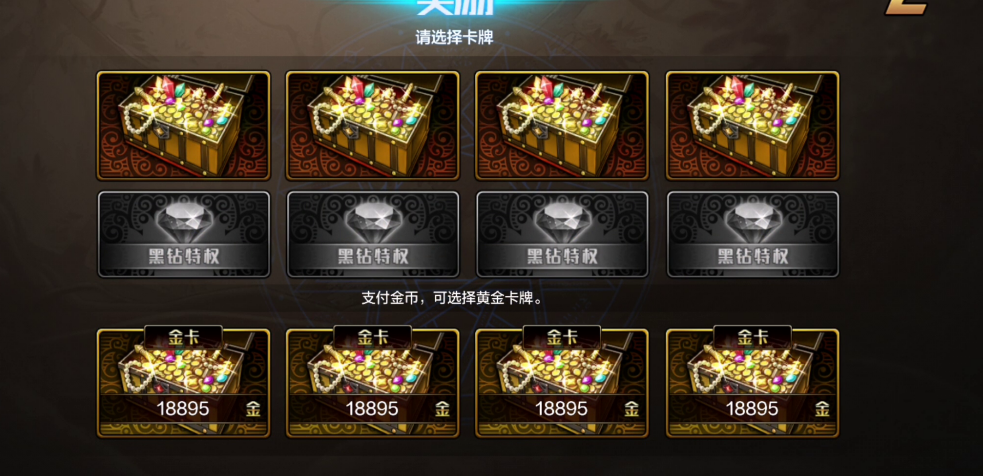 奖励
请选择卡牌
黑钻特权 黑钻特权 黑钻特权 黑钻特权
支付金币，可选择黄金卡牌。
金卡 金卡 金卡 金卡
18895 金 18895 金 18895 金 18895 金